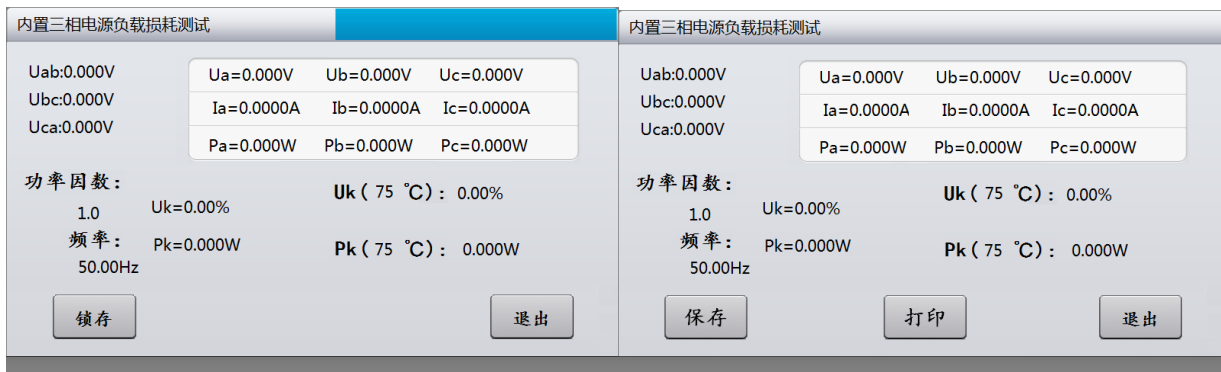 内置三相电源负载损耗测试
Uab:0.000V
Ubc:0.000V
Uca:0.000V
Ua=0.000V Ub=0.000V Uc=0.000V
Ia=0.0000A Ib=0.0000A Ic=0.0000A
Pa=0.000W Pb=0.000W Pc=0.000W
功率因数：
1.0
频率：
50.00Hz
Uk=0.00%
Pk=0.000W
Uk(75 ℃)：0.00%
Pk(75 ℃)：0.000W
锁存
退出
内置三相电源负载损耗测试
Uab:0.000V
Ubc:0.000V
Uca:0.000V
Ua=0.000V Ub=0.000V Uc=0.000V
Ia=0.0000A Ib=0.0000A Ic=0.0000A
Pa=0.000W Pb=0.000W Pc=0.000W
功率因数：
1.0
频率：
50.00Hz
Uk=0.00%
Pk=0.000W
Uk(75 ℃)：0.00%
Pk(75 ℃)：0.000W
保存
打印
退出